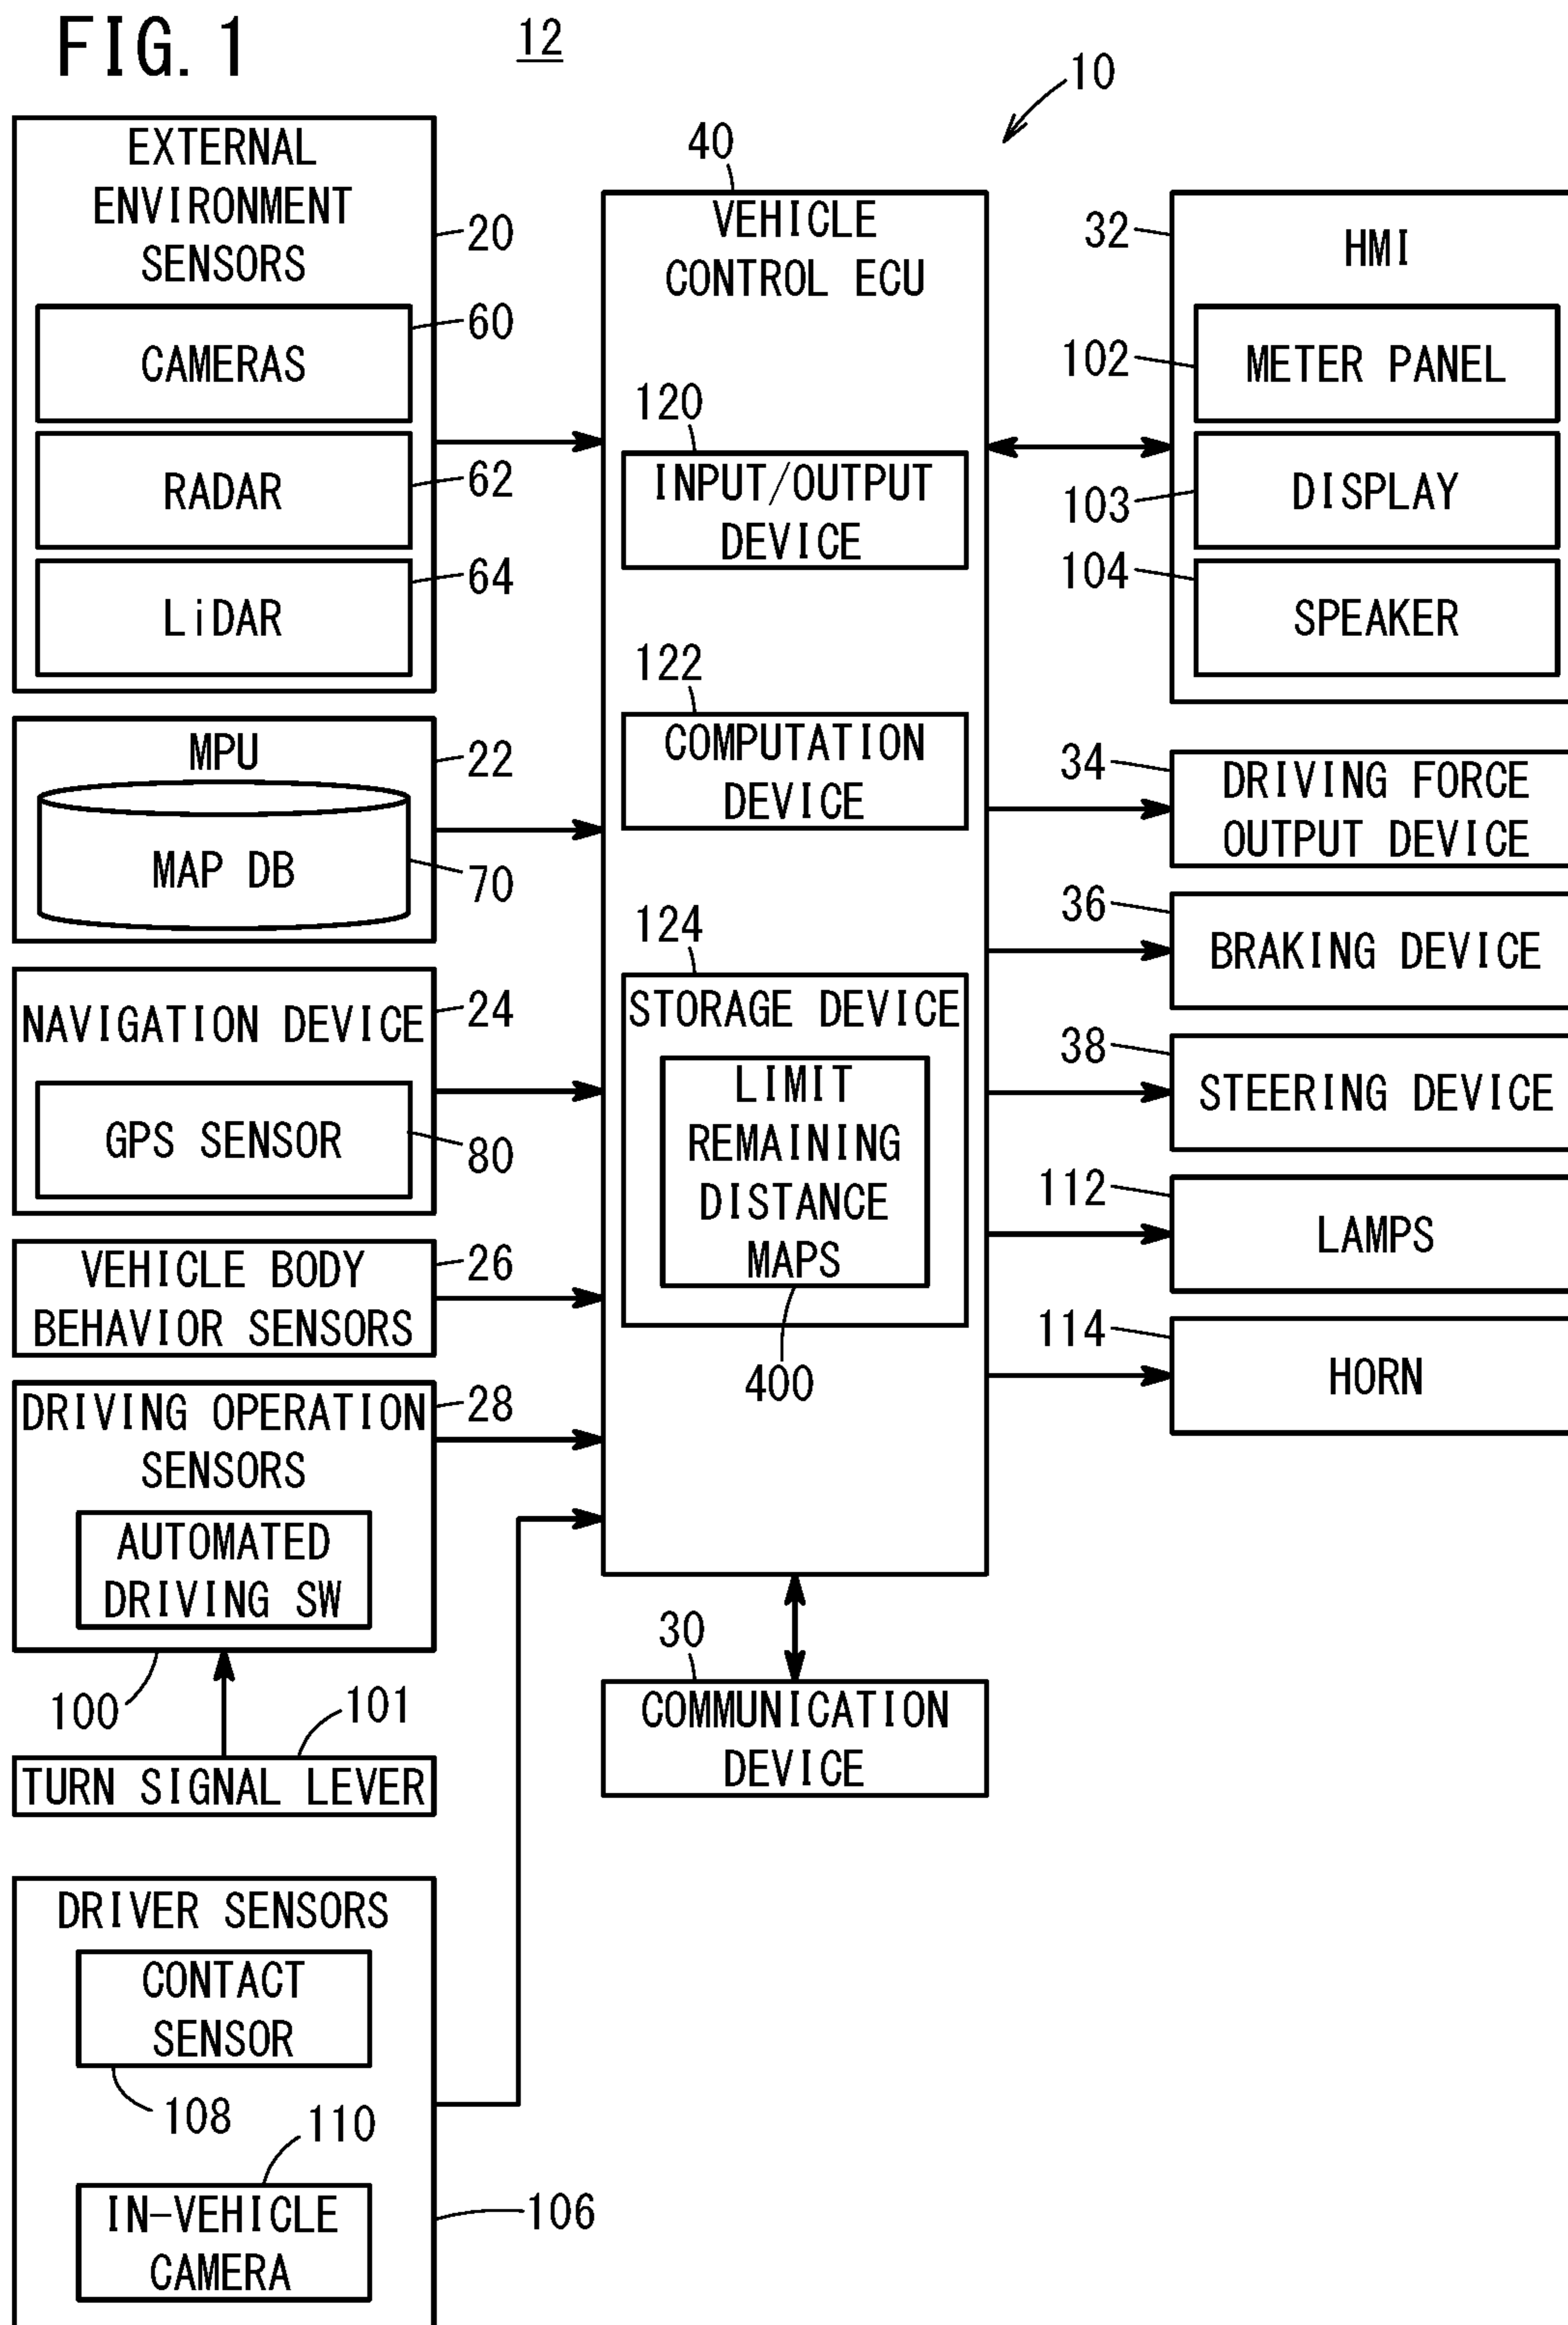 FIG. 1
12
10
EXTERNAL
ENVIRONMENT
SENSORS
20
CAMERAS
60
RADAR
62
LiDAR
64
MPU
22
MAP DB
70
NAVIGATION DEVICE
24
GPS SENSOR
80
VEHICLE BODY
BEHAVIOR SENSORS
26
DRIVING OPERATION
SENSORS
28
AUTOMATED
DRIVING SW
100
101
TURN SIGNAL LEVER
DRIVER SENSORS
CONTACT
SENSOR
108
110
IN-VEHICLE
CAMERA
106
40
VEHICLE
CONTROL ECU
120
INPUT/OUTPUT
DEVICE
122
COMPUTATION
DEVICE
124
STORAGE DEVICE
LIMIT
REMAINING
DISTANCE
MAPS
400
30
COMMUNICATION
DEVICE
32
HMI
102
METER PANEL
103
DISPLAY
104
SPEAKER
34
DRIVING FORCE
OUTPUT DEVICE
36
BRAKING DEVICE
38
STEERING DEVICE
112
LAMPS
114
HORN